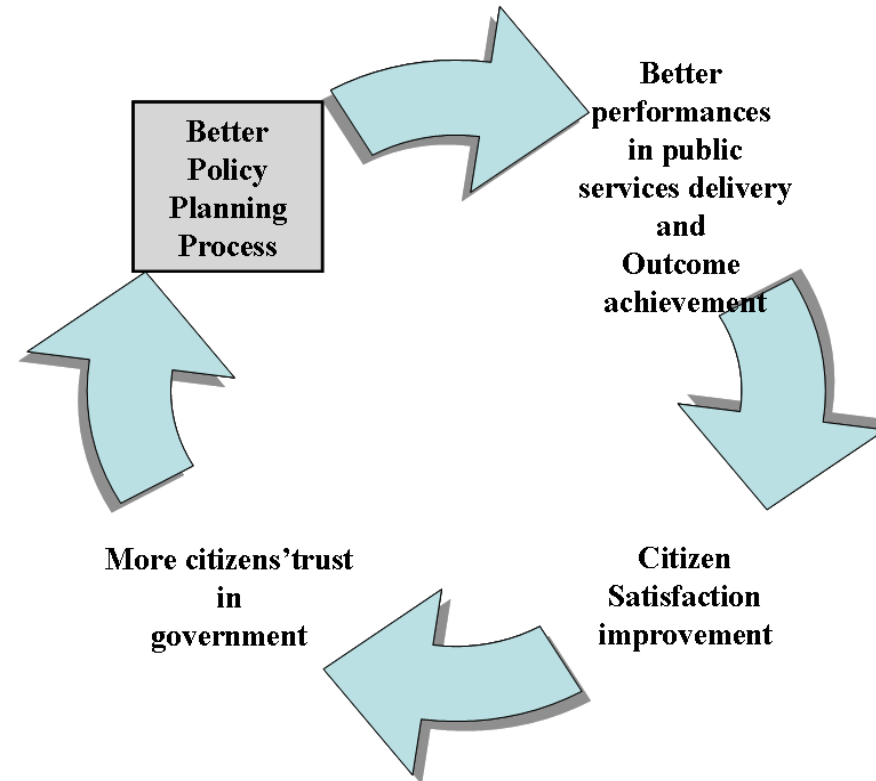 Better
Policy
Planning
Process
Better
performances
in public
services delivery
and
Outcome
achievement
Citizen
Satisfaction
improvement
More citizens’trust
in
government